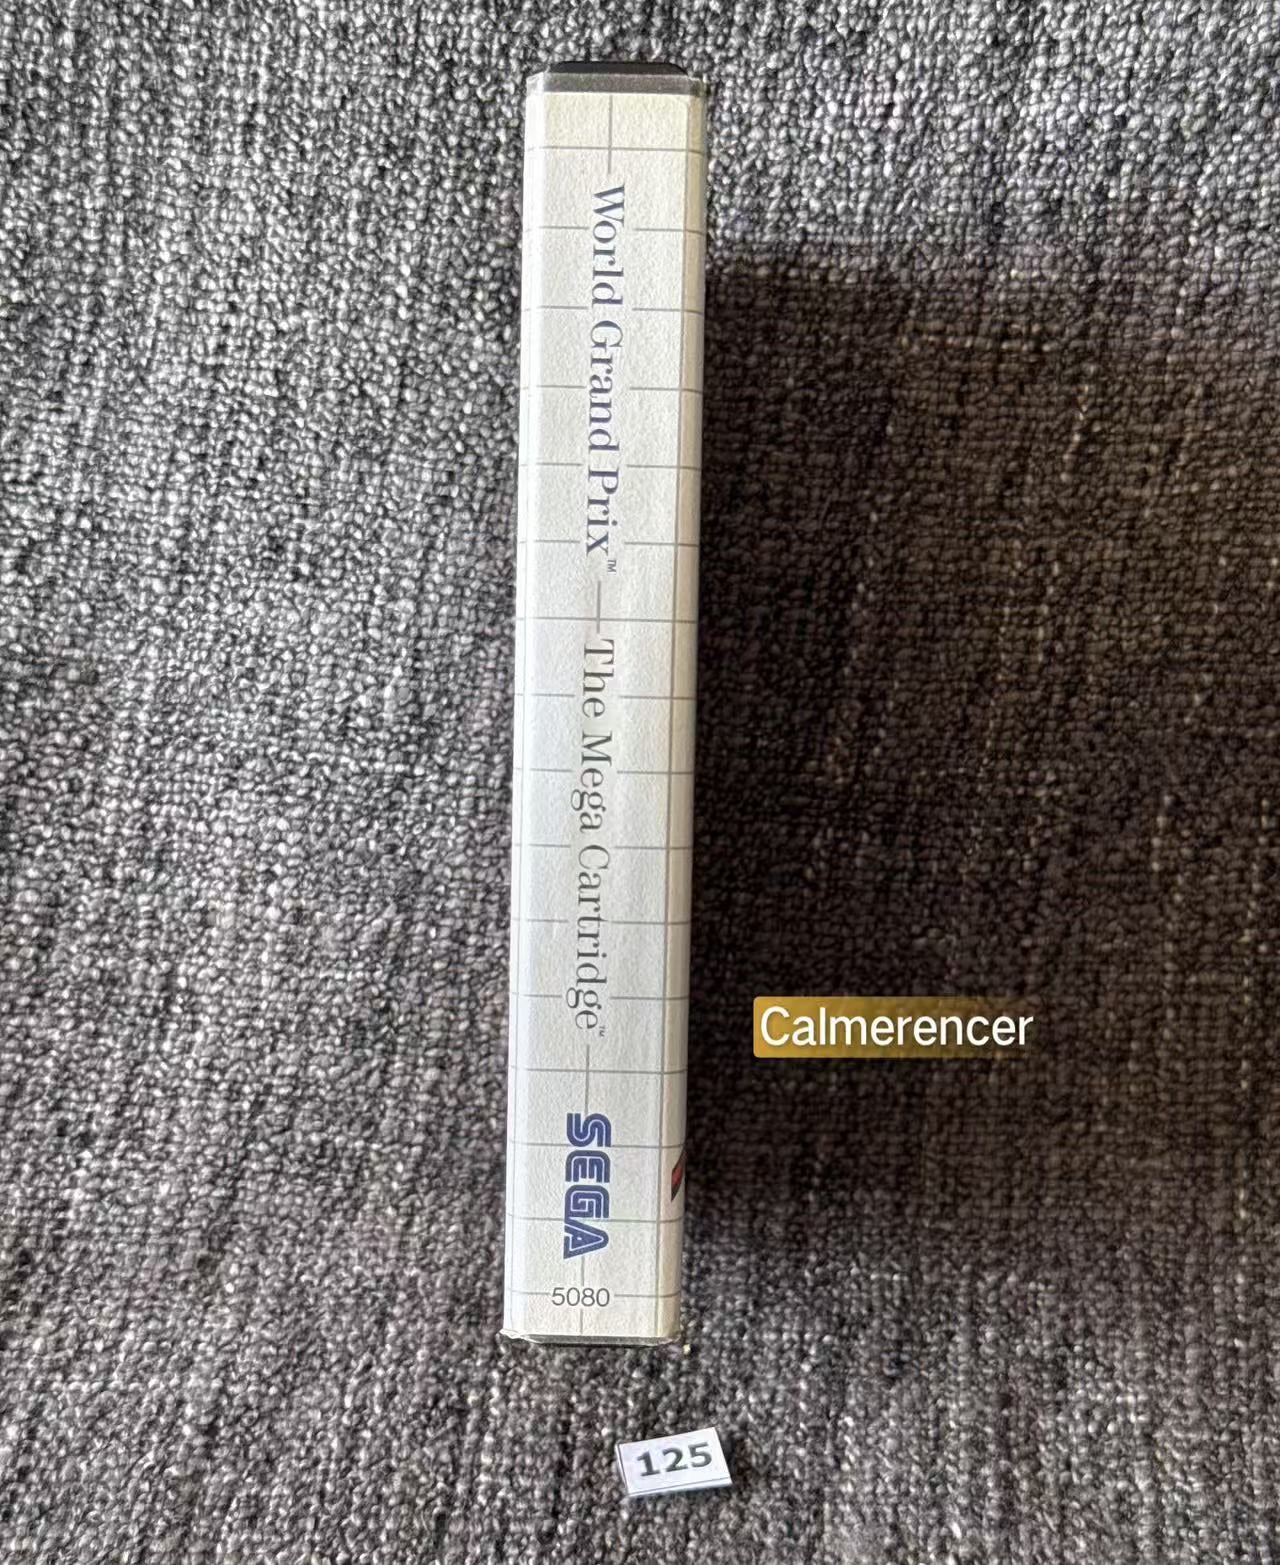 World Grand Prix™ The Mega Cartridge™ SEGA
5080
Calmerencer
125